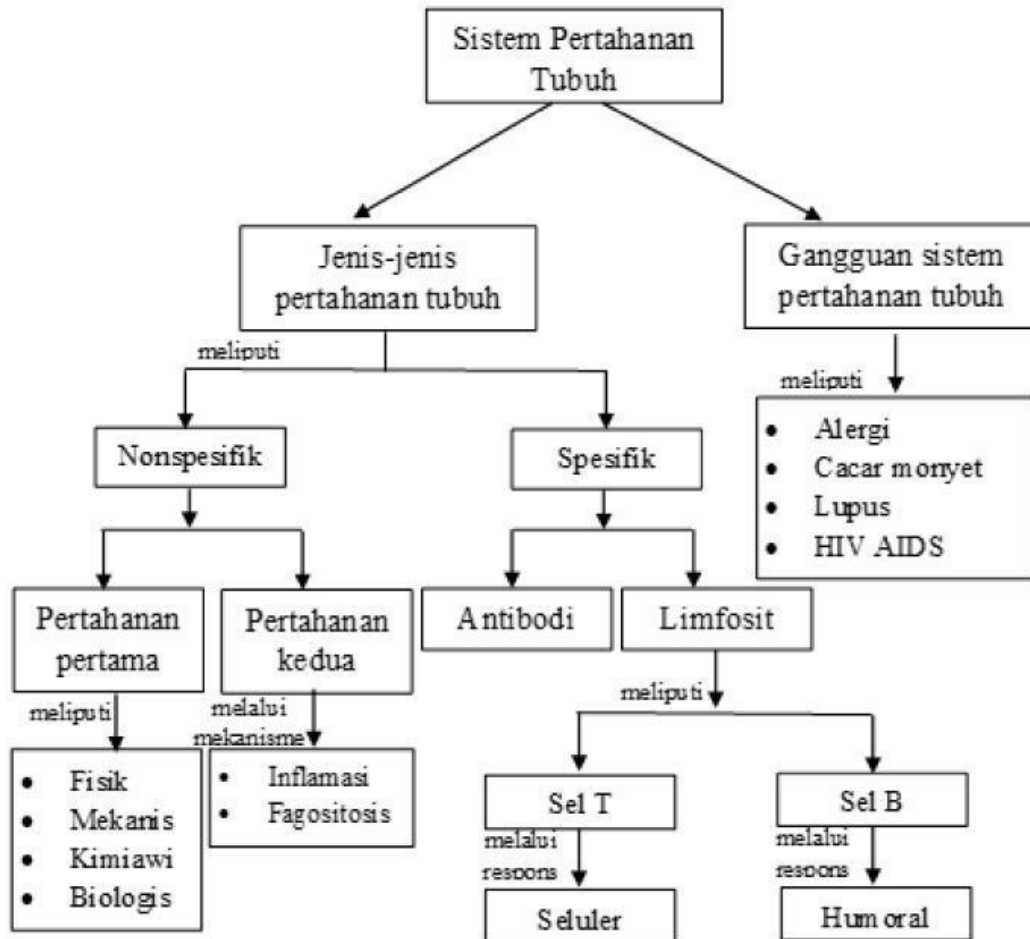 Sistem Pertahanan
Tubuh
Jenis-jenis
pertahanan tubuh
Gangguan sistem
pertahanan tubuh
meliputi
meliputi
Nonspesifik
Spesifik
• Alergi
• Cacar monyet
• Lupus
• HIV AIDS
Pertahanan
pertama
Pertahanan
kedua
Antibodi
Limfosit
meliputi
melalui
mekanisme
meliputi
• Fisik
• Mekanis
• Kimiawi
• Biologis
• Inflamasi
• Fagositosis
Sel T
Sel B
melalui
respons
melalui
respons
Seluler
Humoral